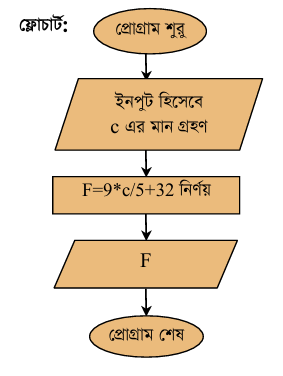 ফ্লোচার্ট:
প্রোগ্রাম শুরু
ইনপুট হিসেবে
c এর মান গ্রহণ
F=9*c/5+32 নির্ণয়
F
প্রোগ্রাম শেষ